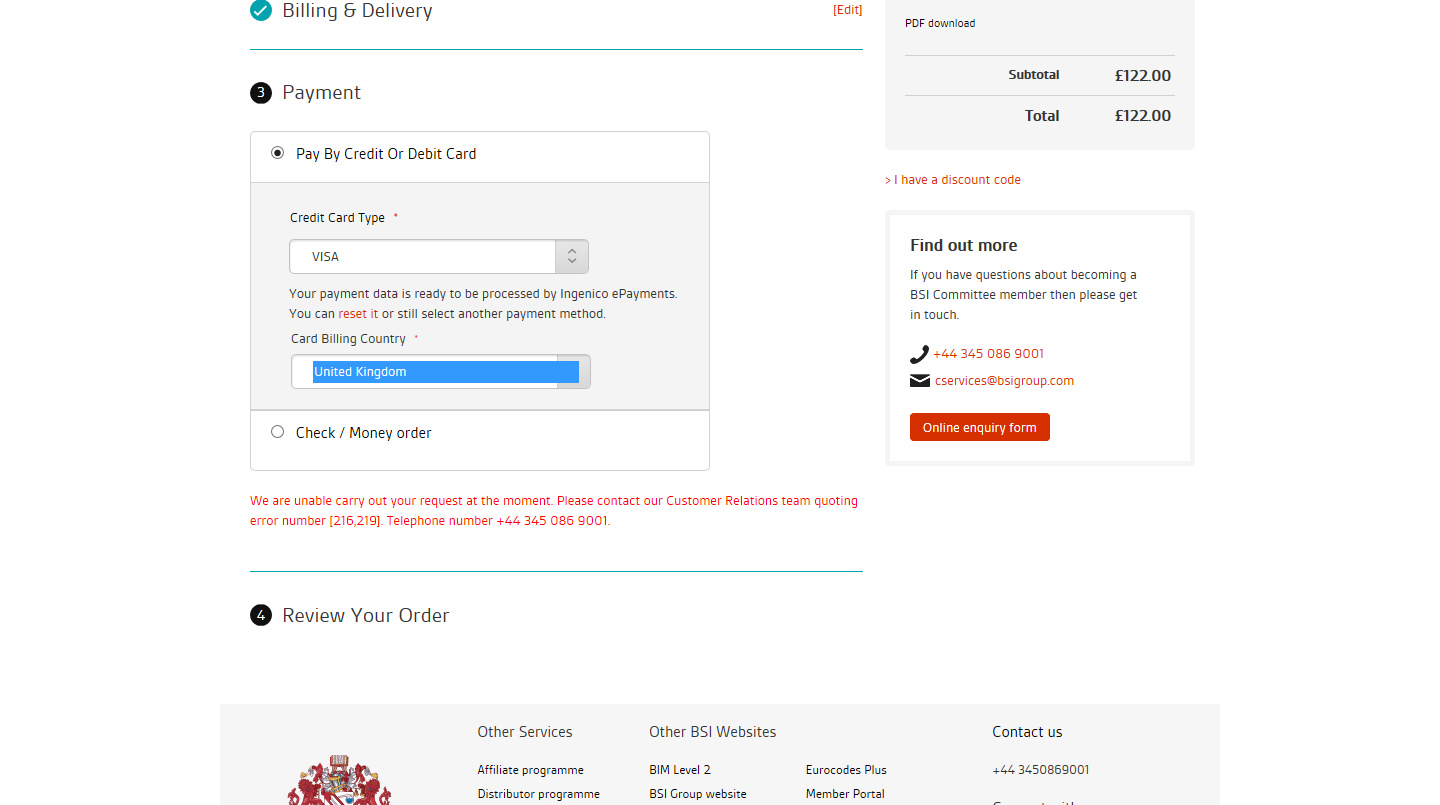 Billing & Delivery
[Edit]
3 Payment
Pay By Credit Or Debit Card
Credit Card Type *
VISA
Your payment data is ready to be processed by Ingenico ePayments.
You can reset it or still select another payment method.
Card Billing Country *
United Kingdom
Check / Money order
We are unable carry out your request at the moment. Please contact our Customer Relations team quoting
error number [216,219]. Telephone number +44 345 086 9001.
4 Review Your Order
PDF download
Subtotal £122.00
Total £122.00
> I have a discount code
Find out more
If you have questions about becoming a
BSI Committee member then please get
in touch.
+44 345 086 9001
cservices@bsigroup.com
Online enquiry form
Other Services
Affiliate programme
Distributor programme
Other BSI Websites
BIM Level 2
BSI Group website
Eurocodes Plus
Member Portal
Contact us
+44 3450869001